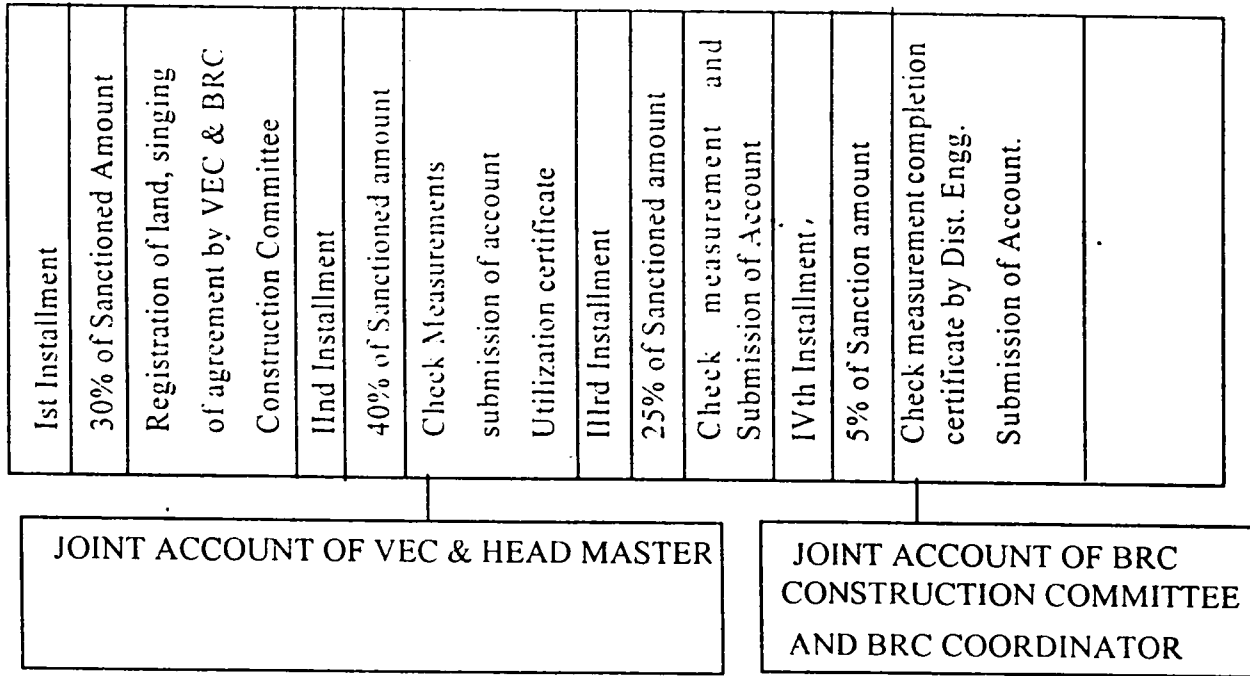 Ist Installment
30% of Sanctioned Amount
Registration of land, singing
of agreement by VEC & BRC
Construction Committee
IInd Installment
40% of Sanctioned amount
Check Measurements
submission of account
Utilization certificate
IIIrd Installment
25% of Sanctioned amount
Check measurement and
Submission of Account
IVth Installment
5% of Sanction amount
Check measurement completion
certificate by Dist. Engg.
Submission of Account.
JOINT ACCOUNT OF VEC & HEAD MASTER
JOINT ACCOUNT OF BRC
CONSTRUCTION COMMITTEE
AND BRC COORDINATOR